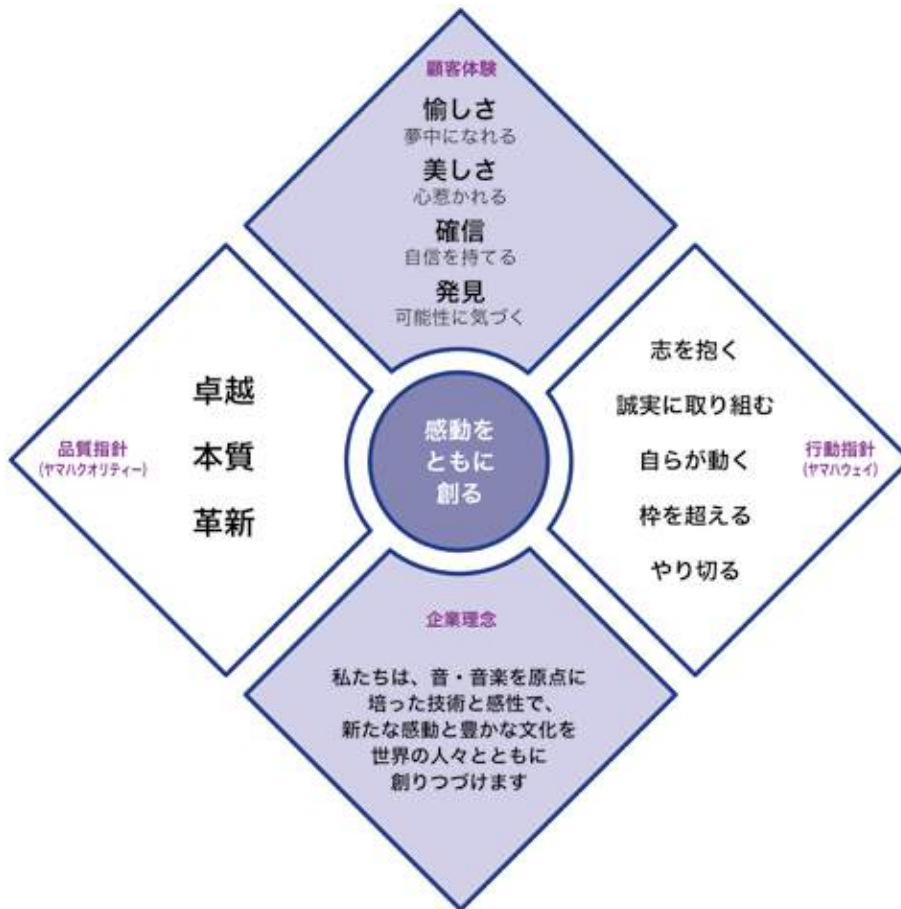 顧客体験
愉しさ
夢中になれる
美しさ
心惹かれる
確信
自信を持てる
発見
可能性に気づく
品質指針
(ヤマハクオリティー)
卓越
本質
革新
感動を
ともに
創る
志を抱く
誠実に取り組む
自らが動く
枠を超える
やり切る
行動指針
(ヤマハウェイ)
企業理念
私たちは、音・音楽を原点に
培った技術と感性で、
新たな感動と豊かな文化を
世界の人々とともに
創りつづけます